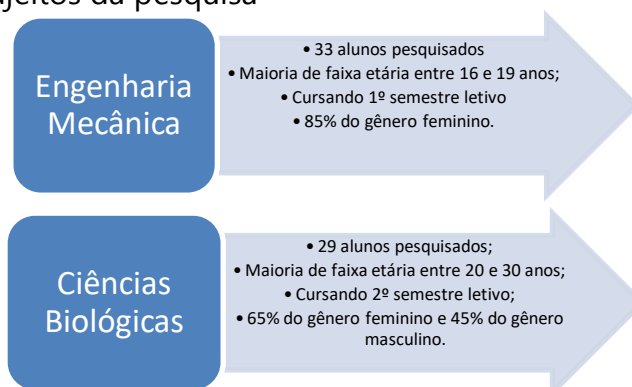 da pesquisa
Engenharia
Mecânica
• 33 alunos pesquisados
• Maioria de faixa etária entre 16 e 19 anos;
• Cursando 1º semestre letivo
• 85% do gênero feminino.
Ciências
Biológicas
• 29 alunos pesquisados;
• Maioria de faixa etária entre 20 e 30 anos;
• Cursando 2º semestre letivo;
• 65% do gênero feminino e 45% do gênero
masculino.